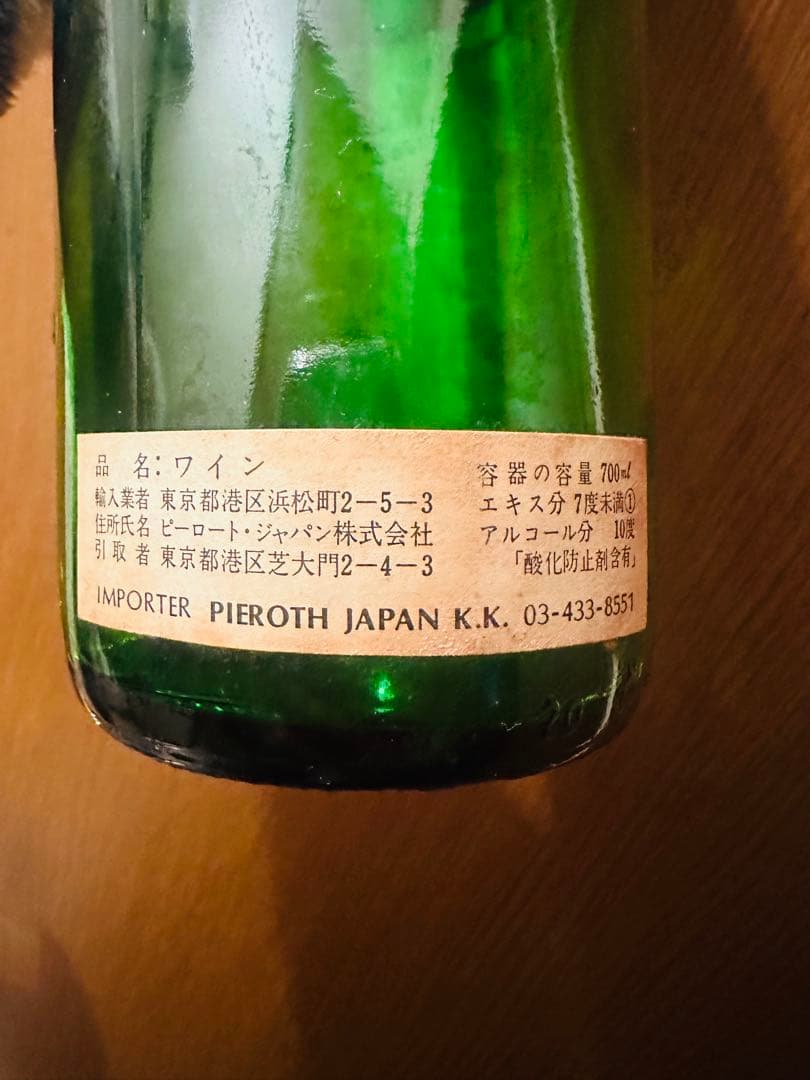 品 名:ワイン
輸入業者 東京都港区浜松町2-5-3
住所氏名 ピーロート・ジャパン株式会社
引取者 東京都港区芝大門2-4-3
容器の容量 700ml
エキス分 7度未満①
アルコール分 10度
「酸化防止剤含有」
IMPORTER PIEROTH JAPAN K.K. 03-433-8551